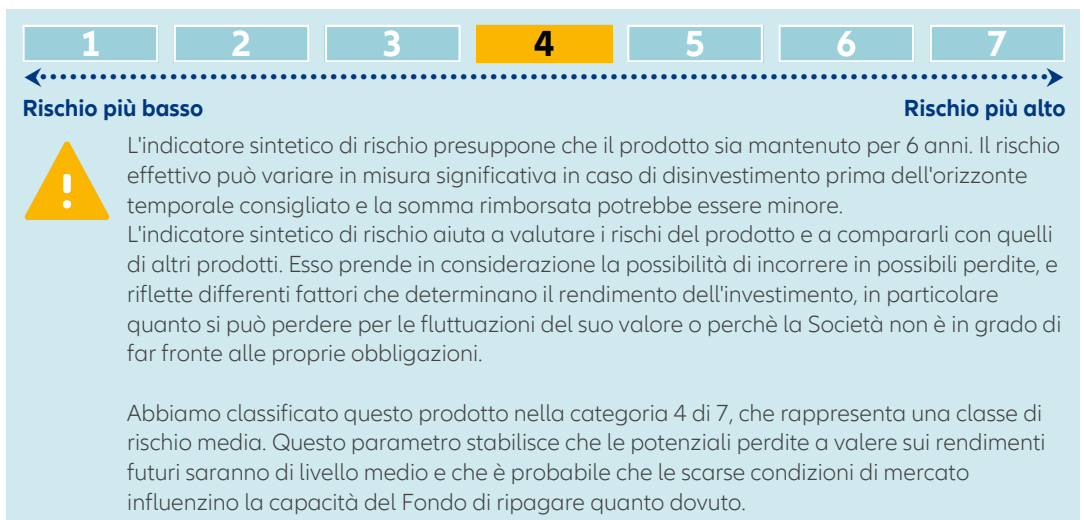 1 2 3 4 5 6 7
Rischio più basso Rischio più alto
L'indicatore sintetico di rischio presuppone che il prodotto sia mantenuto per 6 anni. Il rischio
effettivo può variare in misura significativa in caso di disinvestimento prima dell'orizzonte
temporale consigliato e la somma rimborsata potrebbe essere minore.
L'indicatore sintetico di rischio aiuta a valutare i rischi del prodotto e a compararli con quelli
di altri prodotti. Esso prende in considerazione la possibilità di incorrere in possibili perdite, e
riflette differenti fattori che determinano il rendimento dell'investimento, in particolare
quanto si può perdere per le fluttuazioni del suo valore o perchè la Società non è in grado di
far fronte alle proprie obbligazioni.
Abbiamo classificato questo prodotto nella categoria 4 di 7, che rappresenta una classe di
rischio media. Questo parametro stabilisce che le potenziali perdite a valere sui rendimenti
futuri saranno di livello medio e che è probabile che le scarse condizioni di mercato
influenzino la capacità del Fondo di ripagare quanto dovuto.